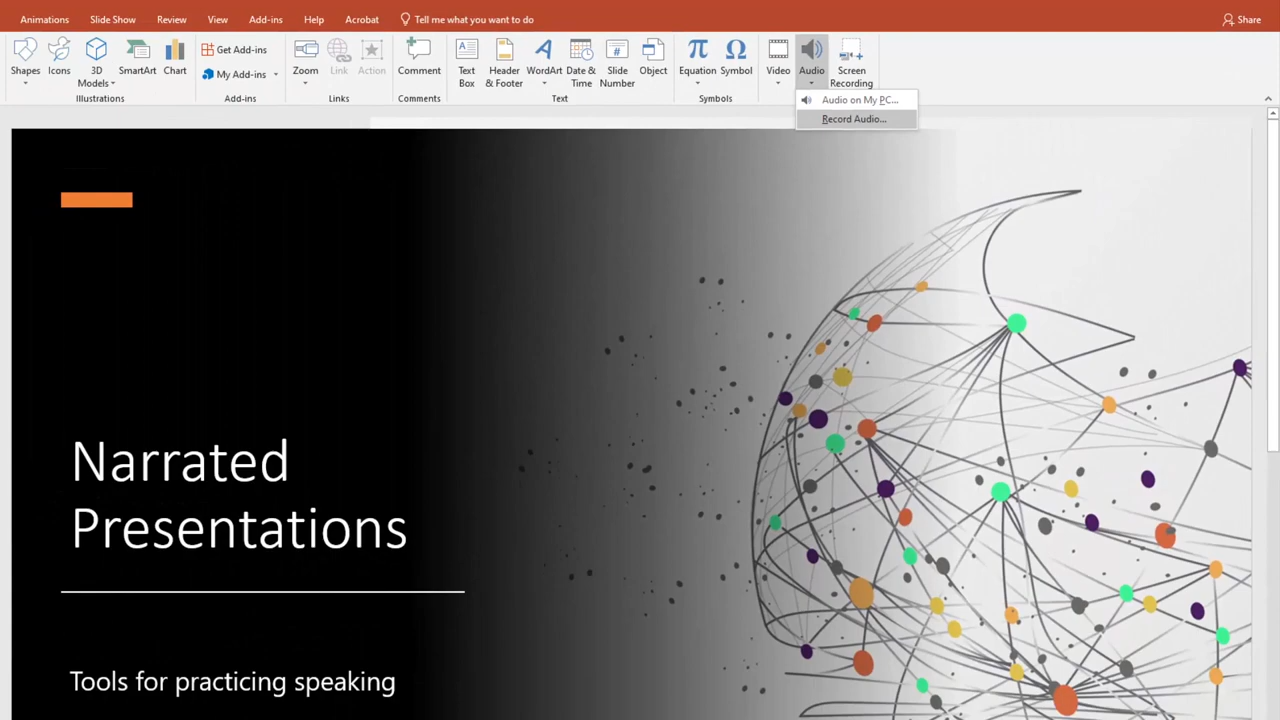 Animations Slide Show Review View Add-ins Help Acrobat Tell me what you want to do Share
Shapes Icons 3D Models SmartArt Chart
Illustrations
Get Add-ins
My Add-ins
Add-ins
Zoom Link Action
Links
Comment
Comments
Text Box Header & Footer WordArt Date & Time Slide Number Object
Text
Equation Symbol
Symbols
Video Audio Screen Recording
Audio on My PC...
Record Audio...
Narrated
Presentations
Tools for practicing speaking